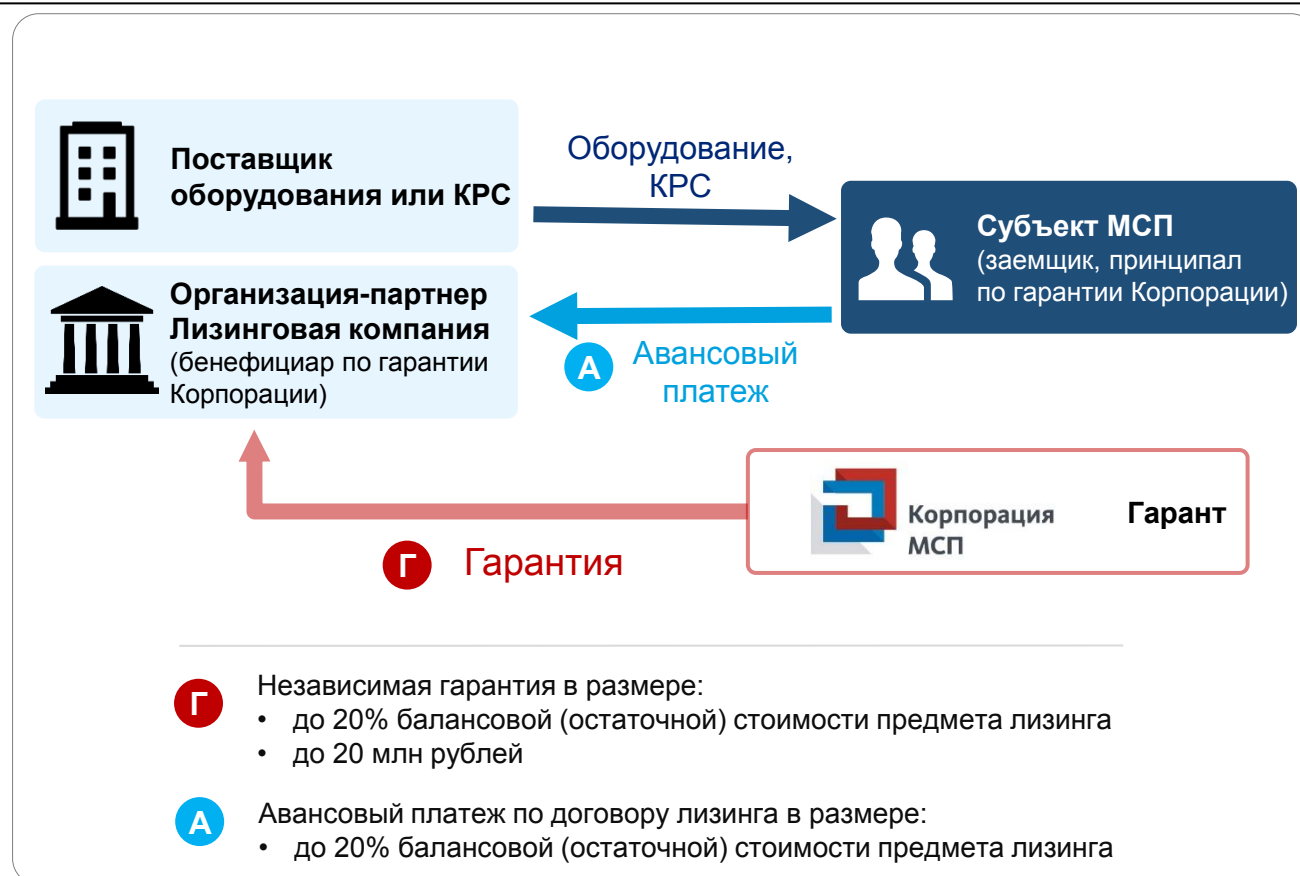 Поставщик
оборудования или КРС
Оборудование,
КРС
Субъект МСП
(заемщик, принципал
по гарантии Корпорации)
Организация-партнер
Лизинговая компания
(бенефициар по гарантии
Корпорации)
А
Авансовый
платеж
Корпорация
МСП
Гарант
Г
Гарантия
Г
Независимая гарантия в размере:
• до 20% балансовой (остаточной) стоимости предмета лизинга
• до 20 млн рублей
А
Авансовый платеж по договору лизинга в размере:
• до 20% балансовой (остаточной) стоимости предмета лизинга